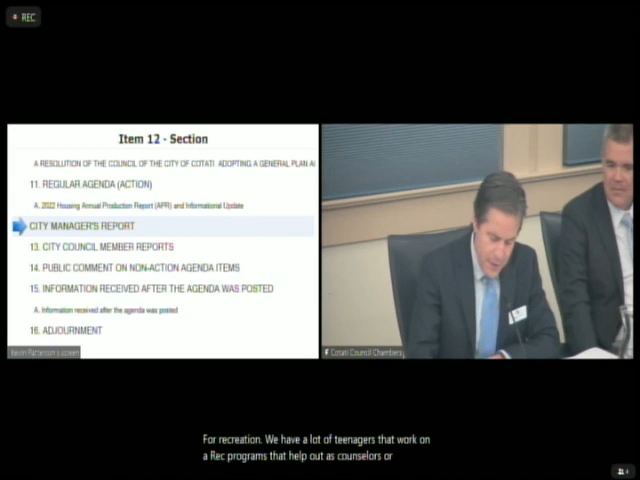 REC
Item 12 - Section
A RESOLUTION OF THE COUNCIL OF THE CITY OF COTATI ADOPTING A GENERAL PLAN A
11. REGULAR AGENDA (ACTION)
A. 2022 Housing Annual Production Report (APR) and Informational Update
CITY MANAGER'S REPORT
13. CITY COUNCIL MEMBER REPORTS
14. PUBLIC COMMENT ON NON-ACTION AGENDA ITEMS
15. INFORMATION RECEIVED AFTER THE AGENDA WAS POSTED
A. Information received after the agenda was posted
16. ADJOURNMENT
Kevin Patterson's screen
Cotati Council Chambers
For recreation. We have a lot of teenagers that work on
a Rec programs that help out as counselors or